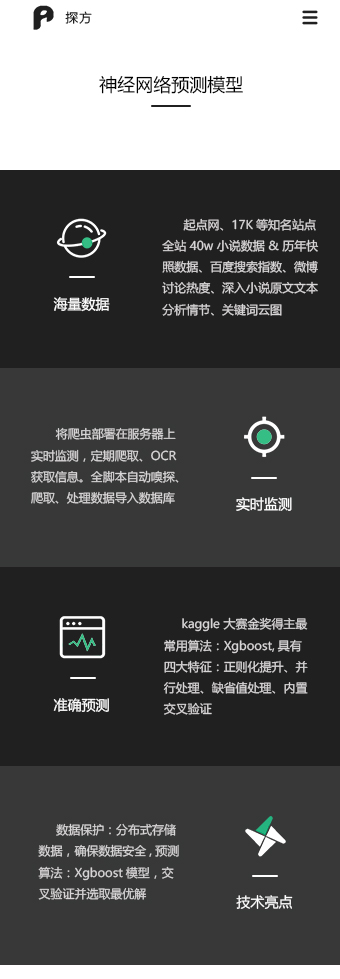 探方
神经网络预测模型
起点网、17K 等知名站点
全站 40w 小说数据 & 历年快
照数据、百度搜索指数、微博
讨论热度、深入小说原文文本
分析情节、关键词云图
海量数据
将爬虫部署在服务器上
实时监测，定期爬取、OCR
获取信息。全脚本自动嗅探、
爬取、处理数据导入数据库
实时监测
kaggle 大赛金奖得主最
常用算法：Xgboost, 具有
四大特征：正则化提升、并
行处理、缺省值处理、内置
交叉验证
准确预测
数据保护：分布式存储
数据，确保数据安全 , 预测
算法：Xgboost 模型，交
叉验证并选取最优解
技术亮点